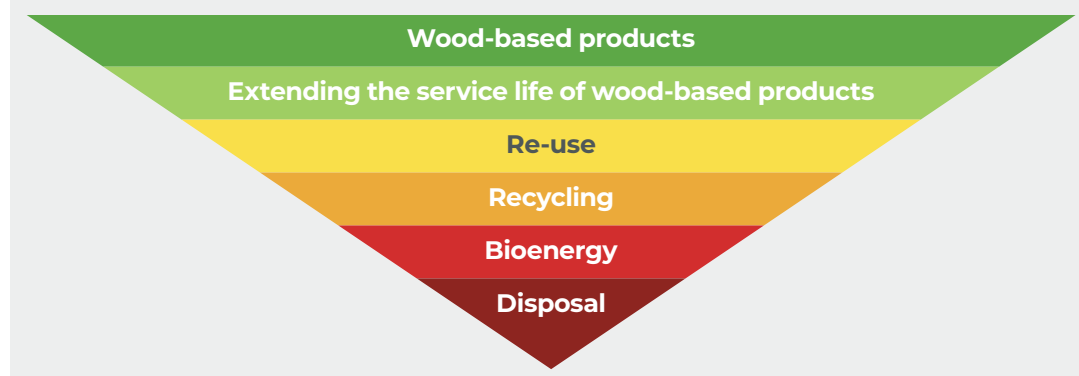 Wood-based products
Extending the service life of wood-based products
Re-use
Recycling
Bioenergy
Disposal